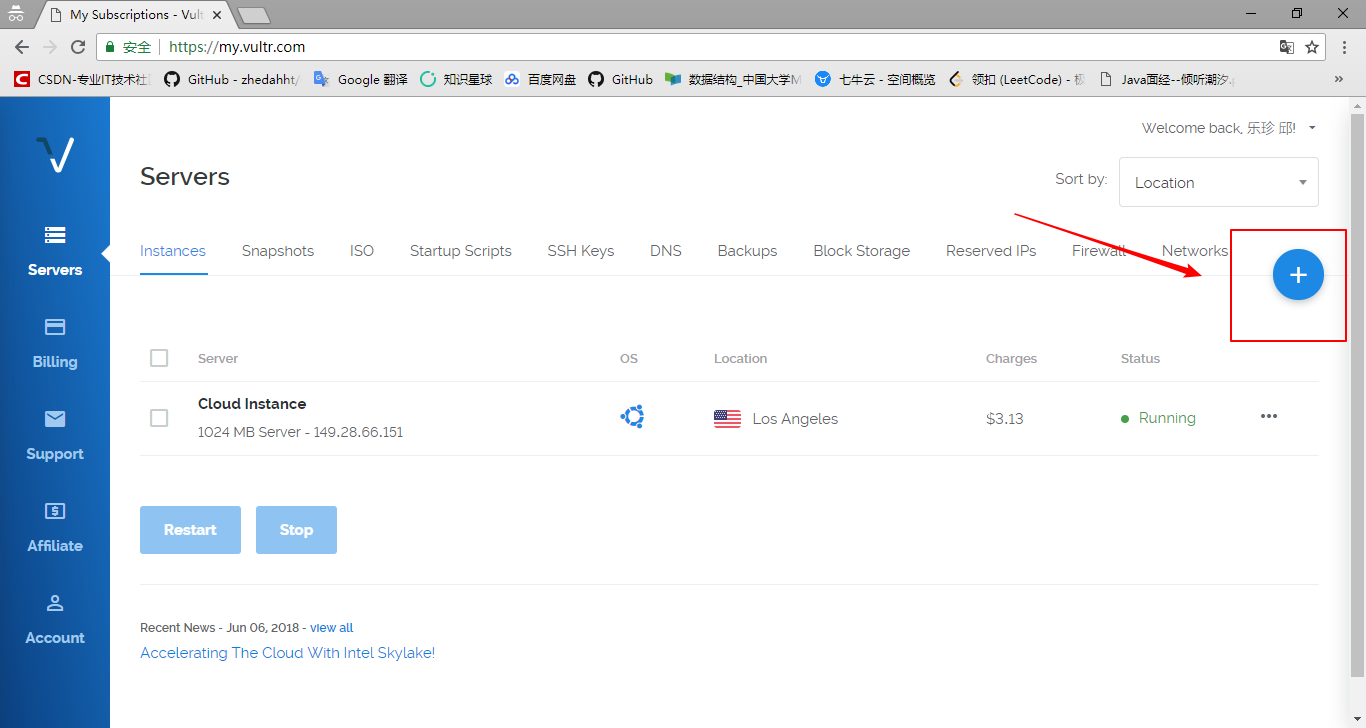 My Subscriptions - Vult
安全 https://my.vultr.com
CSDN-专业IT技术社 GitHub - zhedahht/ Google 翻译 知识星球 百度网盘 GitHub 数据结构_中国大学M 七牛云 - 空间概览 领扣 (LeetCode) - 极 Java面经--倾听潮汐.
Welcome back, 乐珍 邱!
Servers
Sort by: Location
Instances Snapshots ISO Startup Scripts SSH Keys DNS Backups Block Storage Reserved IPs Firewall Networks
Servers
Billing
Support
Affiliate
Account
Server OS Location Charges Status
Cloud Instance
1024 MB Server - 149.28.66.151
Los Angeles $3.13 Running
Restart Stop
Recent News - Jun 06, 2018 - view all
Accelerating The Cloud With Intel Skylake!